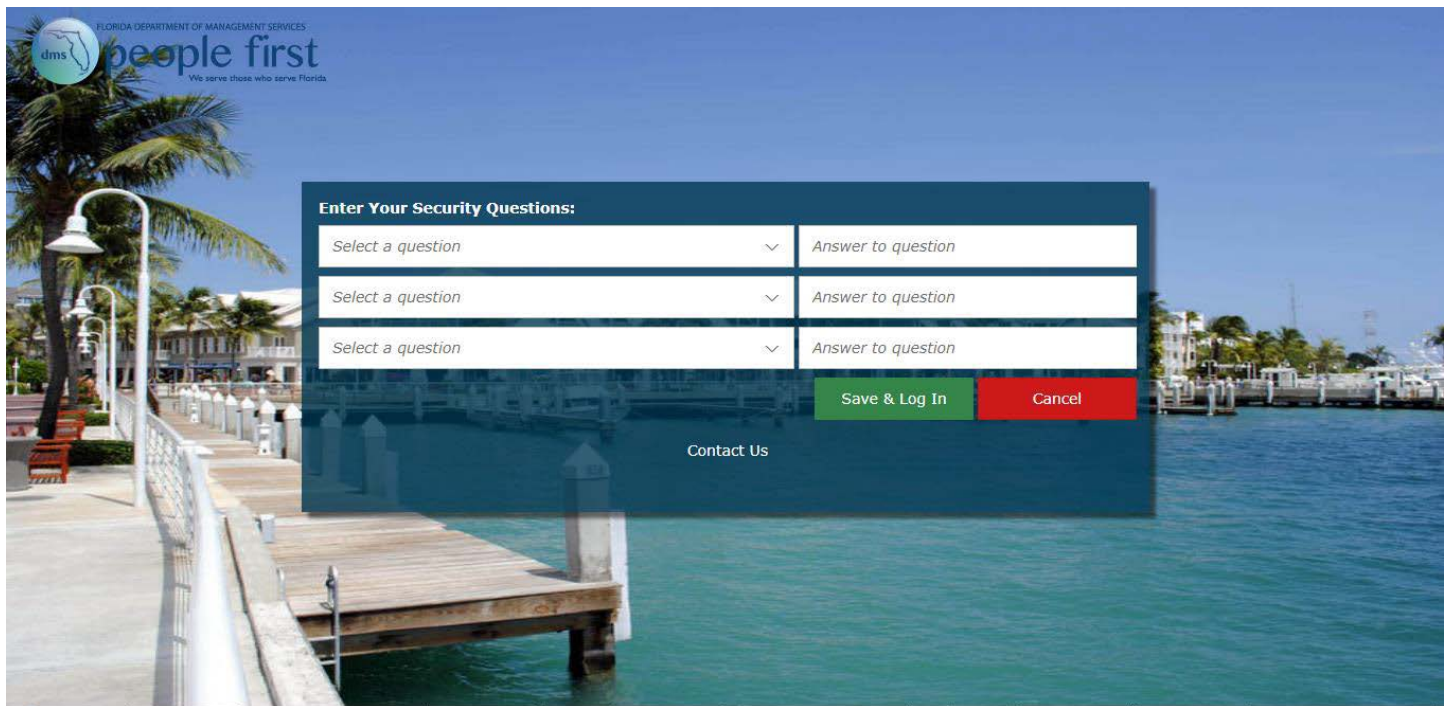 FLORIDA DEPARTMENT OF MANAGEMENT SERVICES
dms people first
We serve those who serve Florida
Enter Your Security Questions:
Select a question Answer to question
Select a question Answer to question
Select a question Answer to question
Save & Log In Cancel
Contact Us